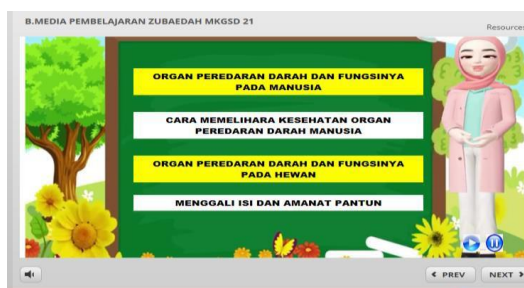 B.MEDIA PEMBELAJARAN ZUBAEDAH MKGSD 21
Resources
ORGAN PEREDARAN DARAH DAN FUNGSINYA
PADA MANUSIA
CARA MEMELIHARA KESEHATAN ORGAN
PEREDARAN DARAH MANUSIA
ORGAN PEREDARAN DARAH DAN FUNGSINYA
PADA HEWAN
MENGGALI ISI DAN AMANAT PANTUN
PREV
NEXT